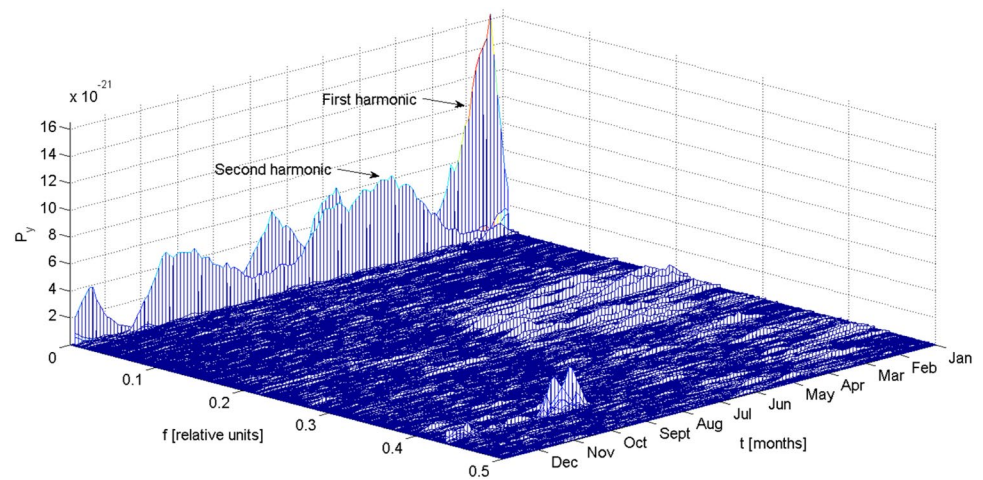 x 10-21
16
14
12
10
8
6
4
2
0
Py
First harmonic
Second harmonic
0.1
0.2
0.3
0.4
0.5
f [relative units]
Dec
Nov
Oct
Sept
Aug
Jul
Jun
May
Apr
Mar
Feb
Jan
t [months]